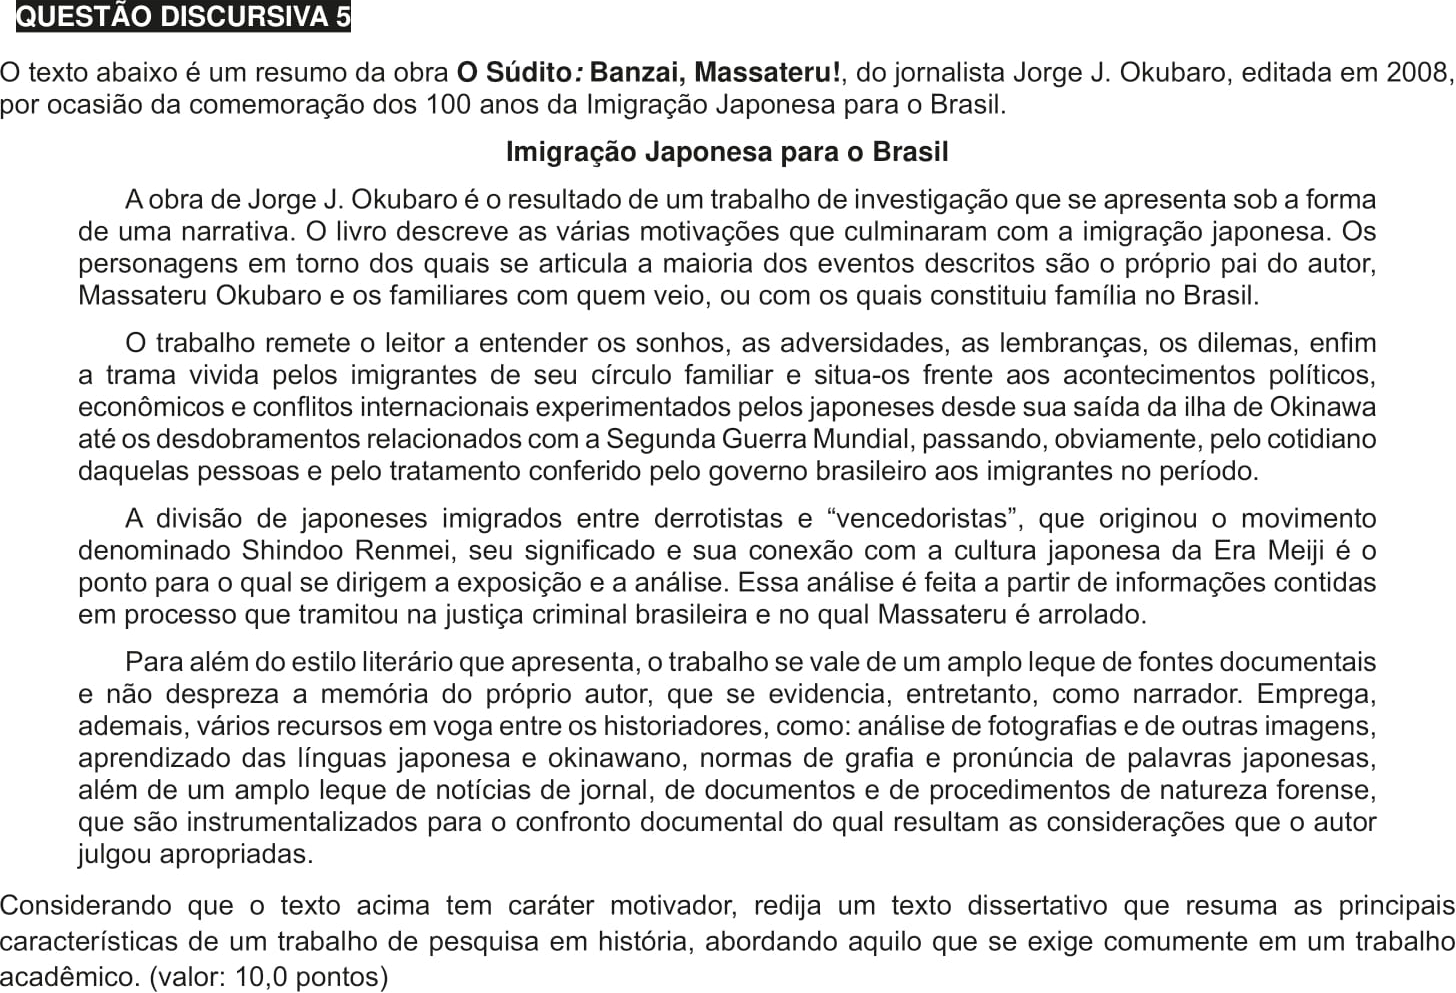 QUESTÃO DISCURSIVA 5
O texto abaixo é um resumo da obra O Súdito: Banzai, Massateru!, do jornalista Jorge J. Okubaro, editada em 2008,
por ocasião da comemoração dos 100 anos da Imigração Japonesa para o Brasil.
Imigração Japonesa para o Brasil
A obra de Jorge J. Okubaro é o resultado de um trabalho de investigação que se apresenta sob a forma
de uma narrativa. O livro descreve as várias motivações que culminaram com a imigração japonesa. Os
personagens em torno dos quais se articula a maioria dos eventos descritos são o próprio pai do autor,
Massateru Okubaro e os familiares com quem veio, ou com os quais constituiu família no Brasil.
O trabalho remete o leitor a entender os sonhos, as adversidades, as lembranças, os dilemas, enfim
a trama vivida pelos imigrantes de seu círculo familiar e situa-os frente aos acontecimentos políticos,
econômicos e conflitos internacionais experimentados pelos japoneses desde sua saída da ilha de Okinawa
até os desdobramentos relacionados com a Segunda Guerra Mundial, passando, obviamente, pelo cotidiano
daquelas pessoas e pelo tratamento conferido pelo governo brasileiro aos imigrantes no período.
A divisão de japoneses imigrados entre derrotistas e “vencedoristas”, que originou o movimento
denominado Shindoo Renmei, seu significado e sua conexão com a cultura japonesa da Era Meiji é o
ponto para o qual se dirigem a exposição e a análise. Essa análise é feita a partir de informações contidas
em processo que tramitou na justiça criminal brasileira e no qual Massateru é arrolado.
Para além do estilo literário que apresenta, o trabalho se vale de um amplo leque de fontes documentais
e não despreza a memória do próprio autor, que se evidencia, entretanto, como narrador. Emprega,
ademais, vários recursos em voga entre os historiadores, como: análise de fotografias e de outras imagens,
aprendizado das línguas japonesa e okinawano, normas de grafia e pronúncia de palavras japonesas,
além de um amplo leque de notícias de jornal, de documentos e de procedimentos de natureza forense,
que são instrumentalizados para o confronto documental do qual resultam as considerações que o autor
julgou apropriadas.
Considerando que o texto acima tem caráter motivador, redija um texto dissertativo que resuma as principais
características de um trabalho de pesquisa em história, abordando aquilo que se exige comumente em um trabalho
acadêmico. (valor: 10,0 pontos)